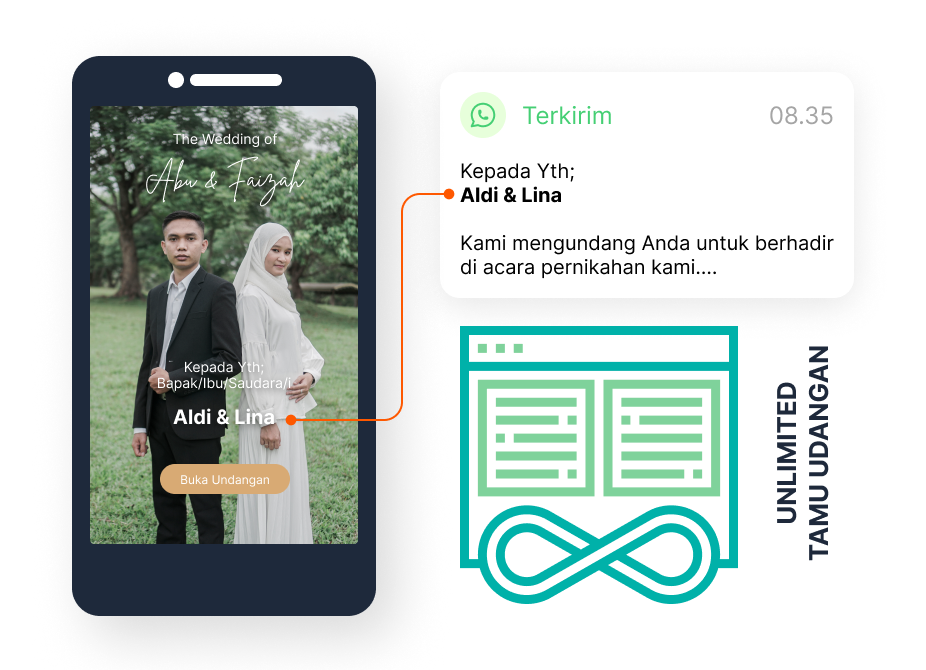 The Wedding of
Abu & Faizah
Kepada Yth;
Bapak/Ibu/Saudara/i
Aldi & Lina
Buka Undangan
Terkirim
08.35
Kepada Yth;
Aldi & Lina
Kami mengundang Anda untuk berhadir
di acara pernikahan kami....
UNLIMITED
TAMU UDANGAN